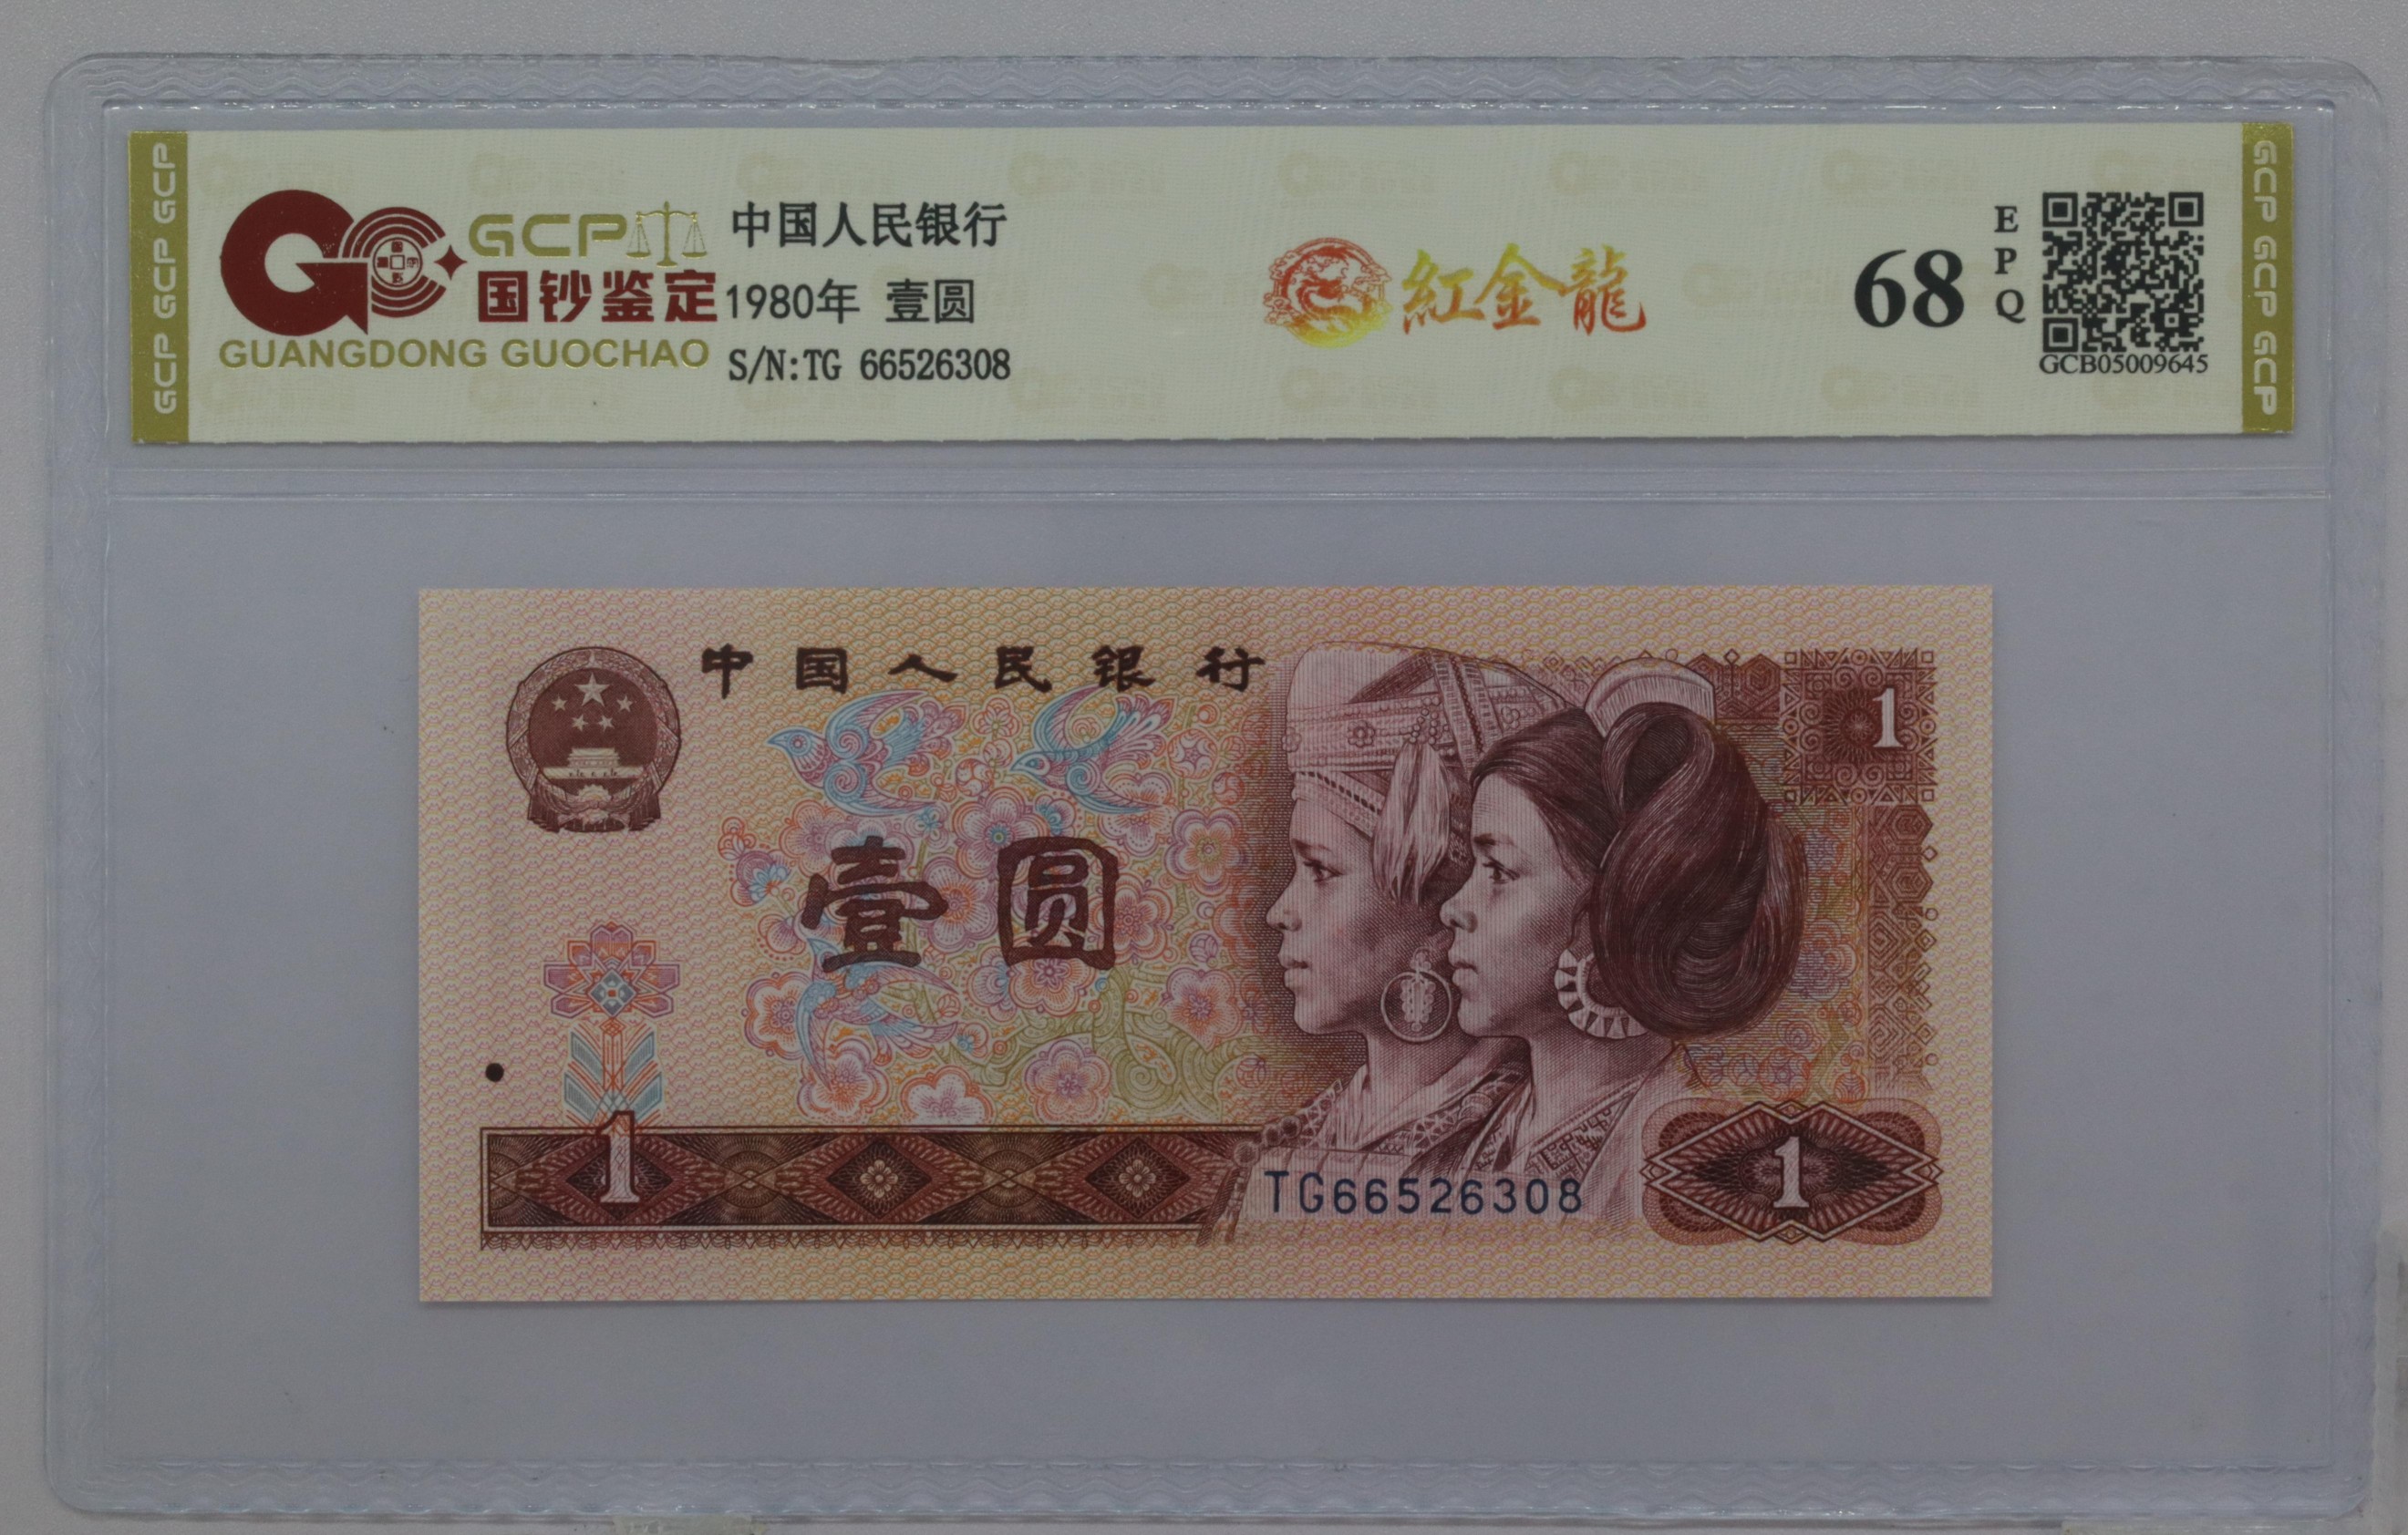 GCP GCP GCP
GCP
国钞鉴定
GUANGDONG GUOCHAO
中国人民银行
1980年 壹圆
S/N:TG 66526308
紅金龍
68
EPQ
GCB05009645
GCP GCP GCP
中国人民银行
1
壹圆
1
TG66526308
1